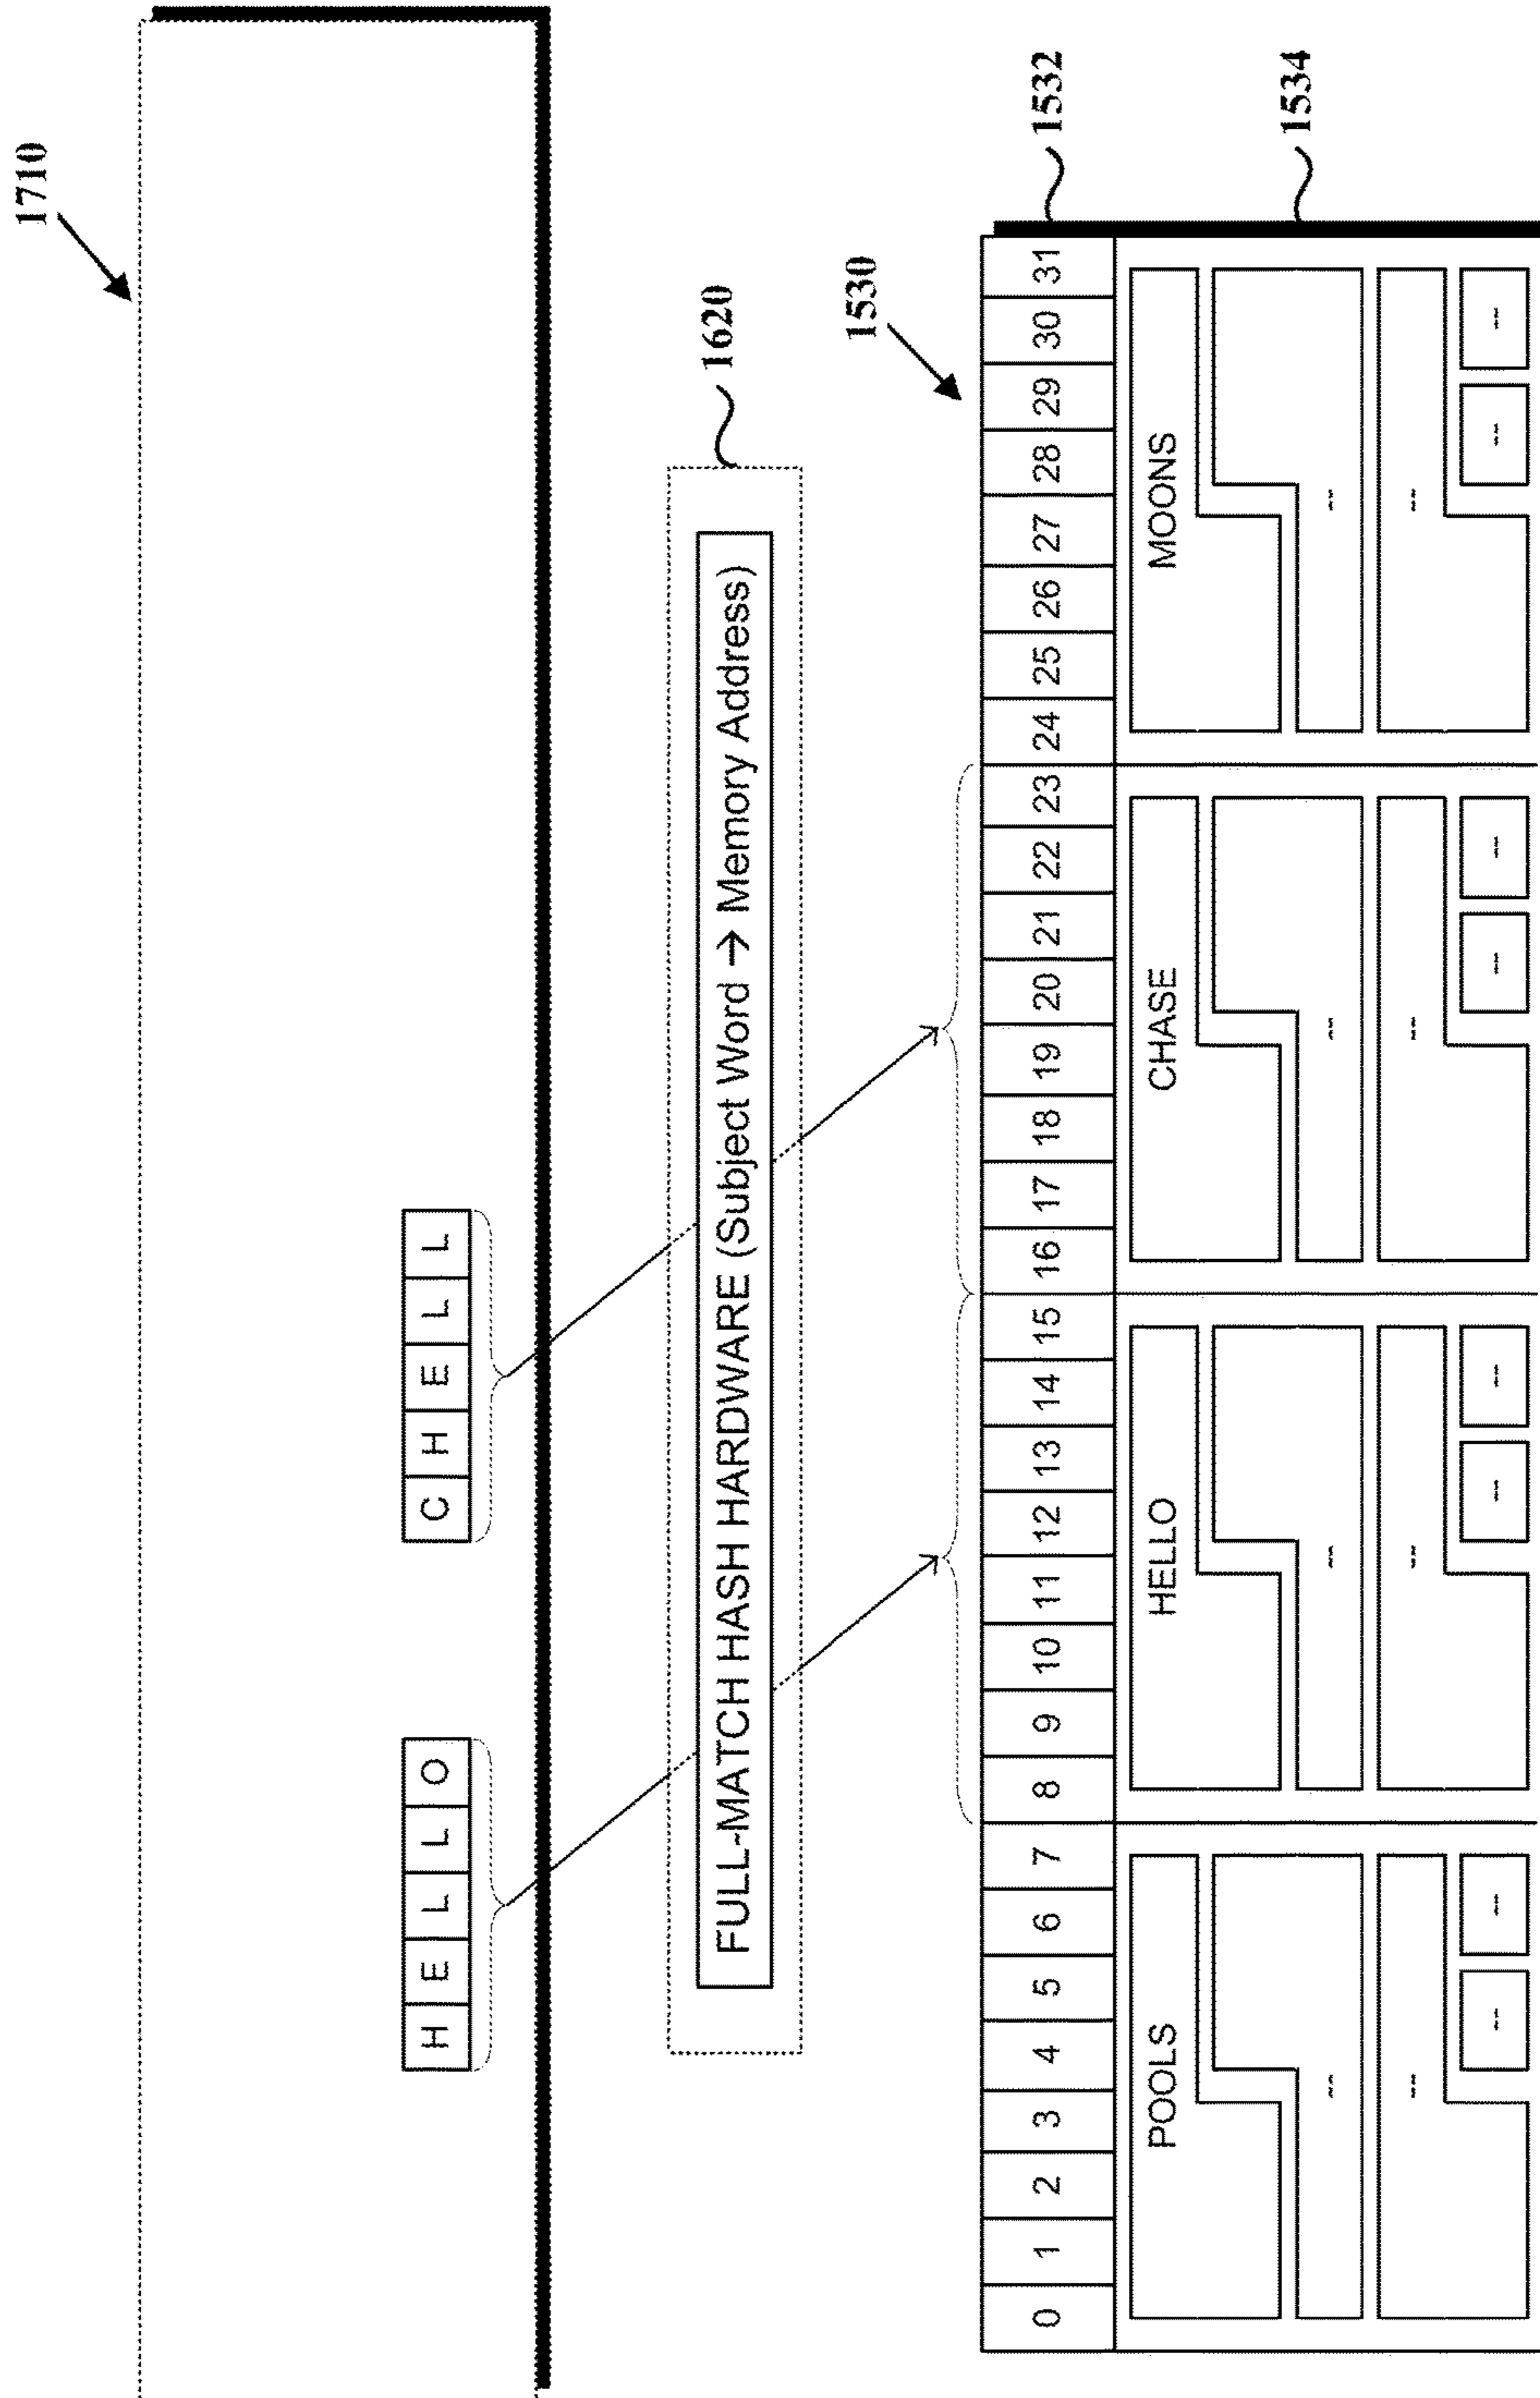 1710
H E L L O C H E L L
1620
FULL-MATCH HASH HARDWARE (Subject Word → Memory Address)
1530
0 1 2 3 4 5 6 7 8 9 10 11 12 13 14 15 16 17 18 19 20 21 22 23 24 25 26 27 28 29 30 31
1532
POOLS HELLO CHASE MOONS
1534
-- -- -- --
-- -- -- --
-- -- -- -- -- -- -- --